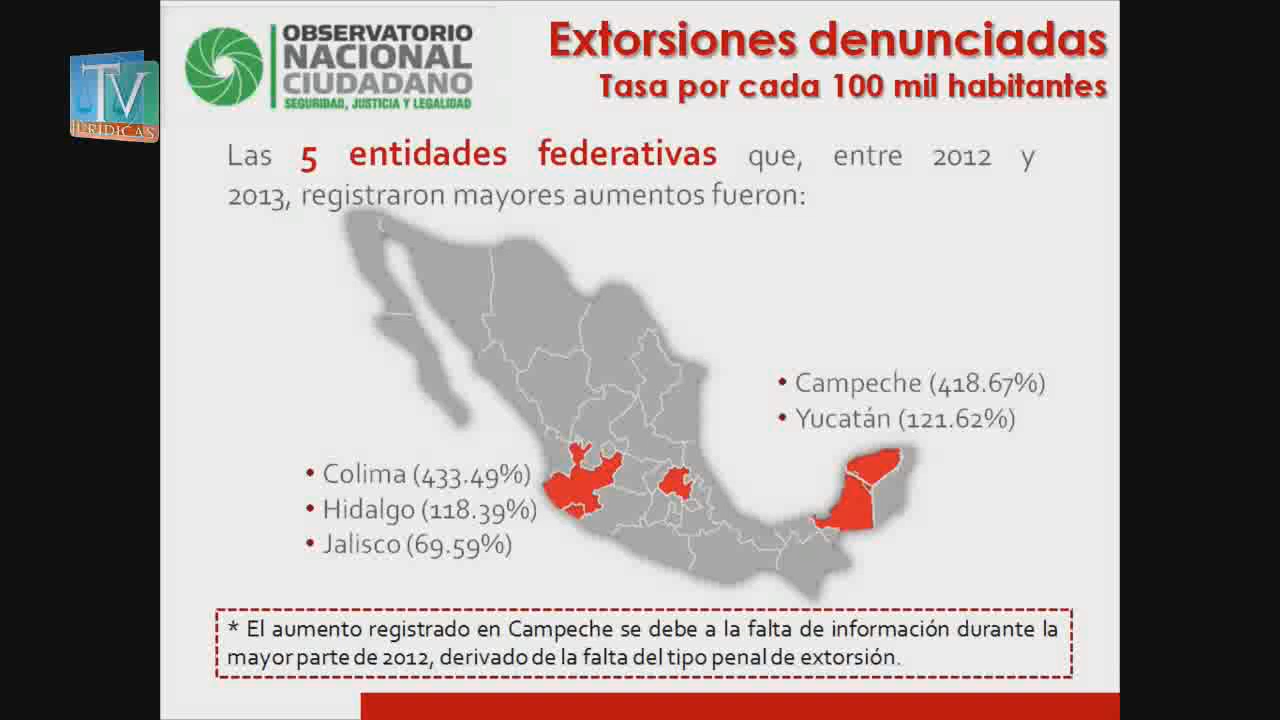 TV
JURIDICAS
OBSERVATORIO
NACIONAL
CIUDADANO
SEGURIDAD, JUSTICIA Y LEGALIDAD
Extorsiones denunciadas
Tasa por cada 100 mil habitantes
Las 5 entidades federativas que, entre 2012 y
2013, registraron mayores aumentos fueron:
• Campeche (418.67%)
• Yucatán (121.62%)
• Colima (433.49%)
• Hidalgo (118.39%)
• Jalisco (69.59%)
* El aumento registrado en Campeche se debe a la falta de información durante la
mayor parte de 2012, derivado de la falta del tipo penal de extorsión.